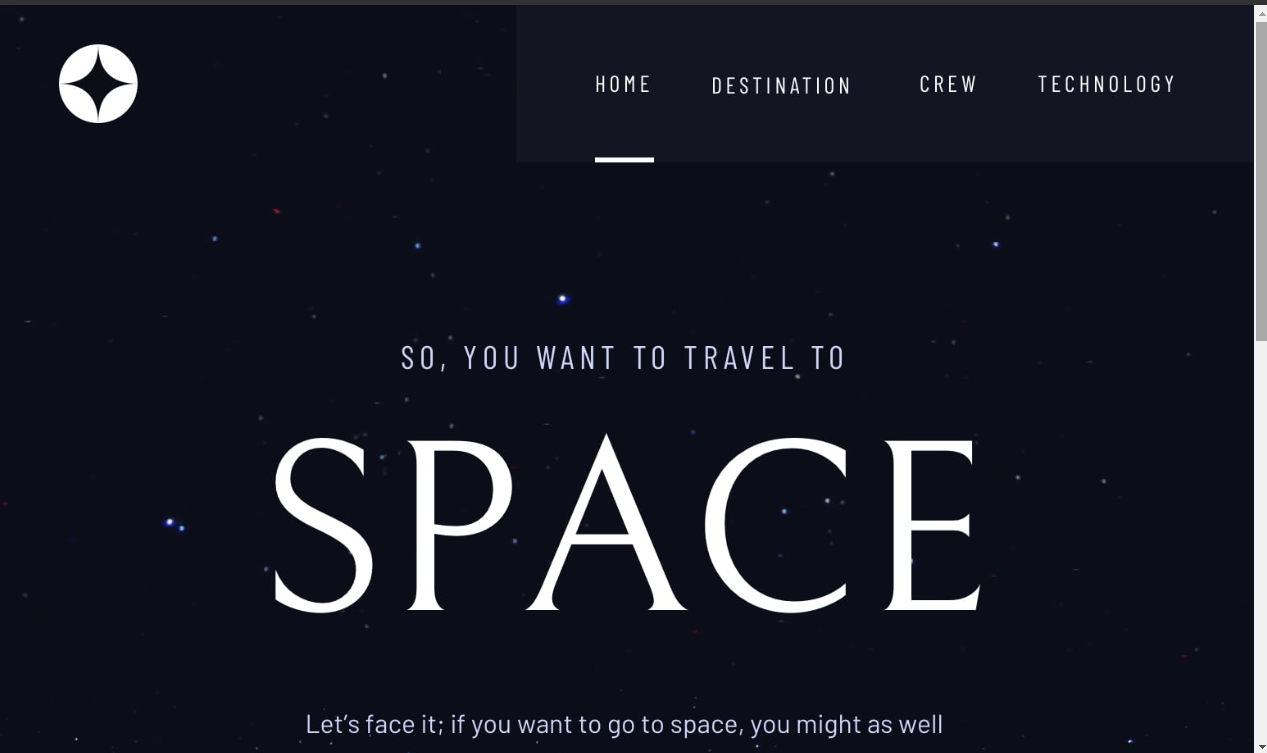 HOME DESTINATION CREW TECHNOLOGY
SO, YOU WANT TO TRAVEL TO
SPACE
Let’s face it; if you want to go to space, you might as well